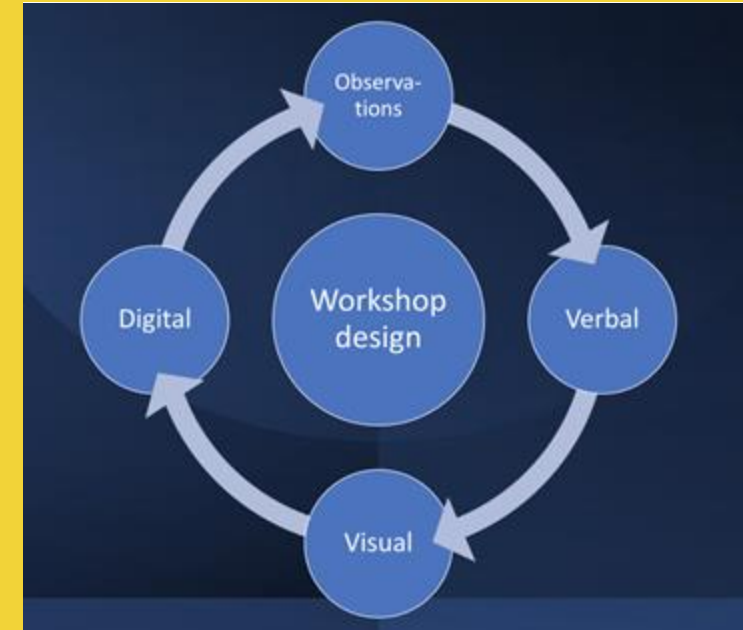 Observa-
tions
Workshop
design
Digital
Verbal
Visual